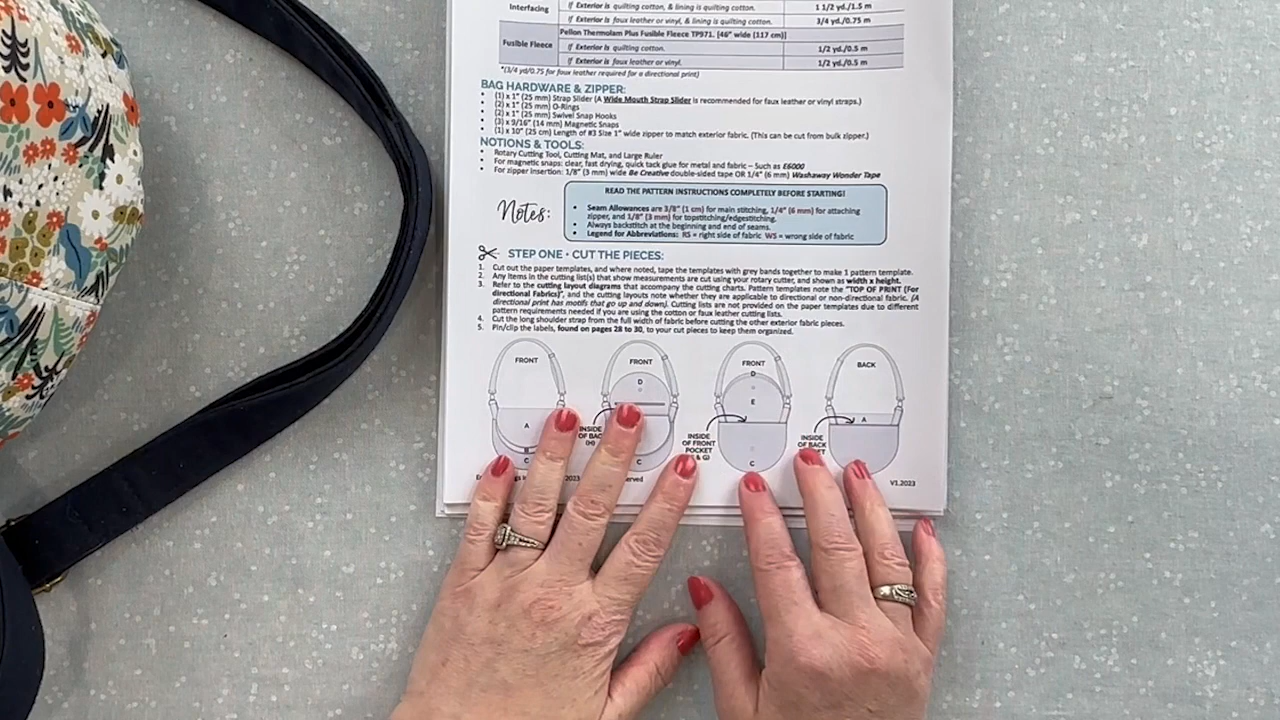 Interfacing
If Exterior is quilting cotton, & lining is quilting cotton. 1 1/2 yd./1.5 m
If Exterior is faux leather or vinyl, & lining is quilting cotton. 3/4 yd./0.75 m
Fusible Fleece
Pellon Thermolam Plus Fusible Fleece TP971. [46" wide (117 cm)]
If Exterior is quilting cotton. 1/2 yd./0.5 m
If Exterior is faux leather or vinyl. 1/2 yd./0.5 m
*(3/4 yd/0.75 for faux leather required for a directional print)
BAG HARDWARE & ZIPPER:
• (1) x 1" (25 mm) Strap Slider (A Wide Mouth Strap Slider is recommended for faux leather or vinyl straps.)
• (2) x 1" (25 mm) O-Rings
• (2) x 1" (25 mm) Swivel Snap Hooks
• (3) x 9/16" (14 mm) Magnetic Snaps
• (1) x 10" (25 cm) Length of #3 Size 1" wide zipper to match exterior fabric. (This can be cut from bulk zipper.)
NOTIONS & TOOLS:
• Rotary Cutting Tool, Cutting Mat, and Large Ruler
• For magnetic snaps: clear, fast drying, quick tack glue for metal and fabric – Such as E6000
• For zipper insertion: 1/8" (3 mm) wide Be Creative double-sided tape OR 1/4" (6 mm) Washaway Wonder Tape
Notes:
READ THE PATTERN INSTRUCTIONS COMPLETELY BEFORE STARTING!
• Seam Allowances are 3/8" (1 cm) for main stitching, 1/4" (6 mm) for attaching
zipper, and 1/8" (3 mm) for topstitching/edgestitching.
• Always backstitch at the beginning and end of seams.
• Legend for Abbreviations: RS = right side of fabric WS = wrong side of fabric
STEP ONE • CUT THE PIECES:
1. Cut out the paper templates, and where noted, tape the templates with grey bands together to make 1 pattern template.
2. Any items in the cutting list(s) that show measurements are cut using your rotary cutter, and shown as width x height.
3. Refer to the cutting layout diagrams that accompany the cutting charts. Pattern templates note the "TOP OF PRINT (For
directional Fabrics)", and the cutting layouts note whether they are applicable to directional or non-directional fabric. (A
directional print has motifs that go up and down). Cutting lists are not provided on the paper templates due to different
pattern requirements needed if you are using the cotton or faux leather cutting lists.
4. Cut the long shoulder strap from the full width of fabric before cutting the other exterior fabric pieces.
5. Pin/clip the labels, found on pages 28 to 30, to your cut pieces to keep them organized.
FRONT
A
B
C
FRONT
D
C
INSIDE
OF
(H)
FRONT
D
E
C
INSIDE
OF FRONT
POCKET
& G)
BACK
A
INSIDE
OF BACK
2023
V1.2023